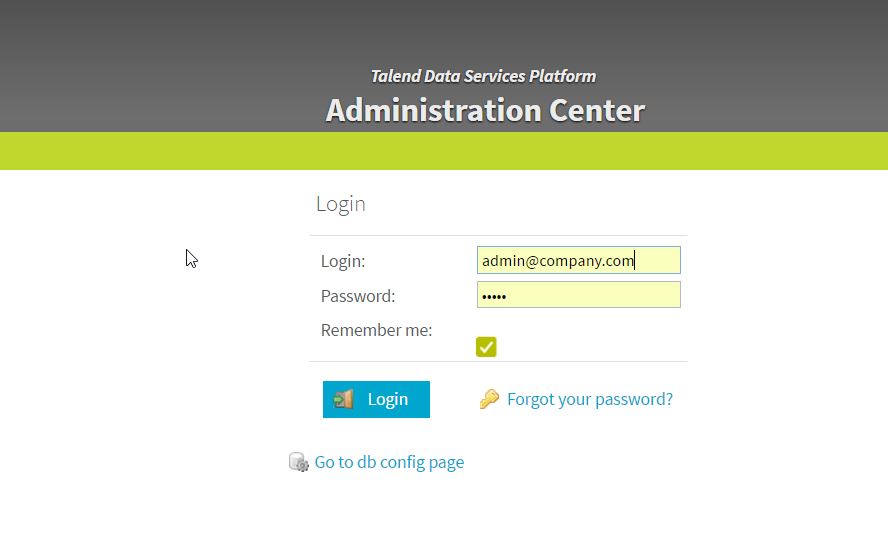 Talend Data Services Platform
Administration Center
Login
Login: admin@company.com
Password: •••••
Remember me:
Login Forgot your password?
Go to db config page